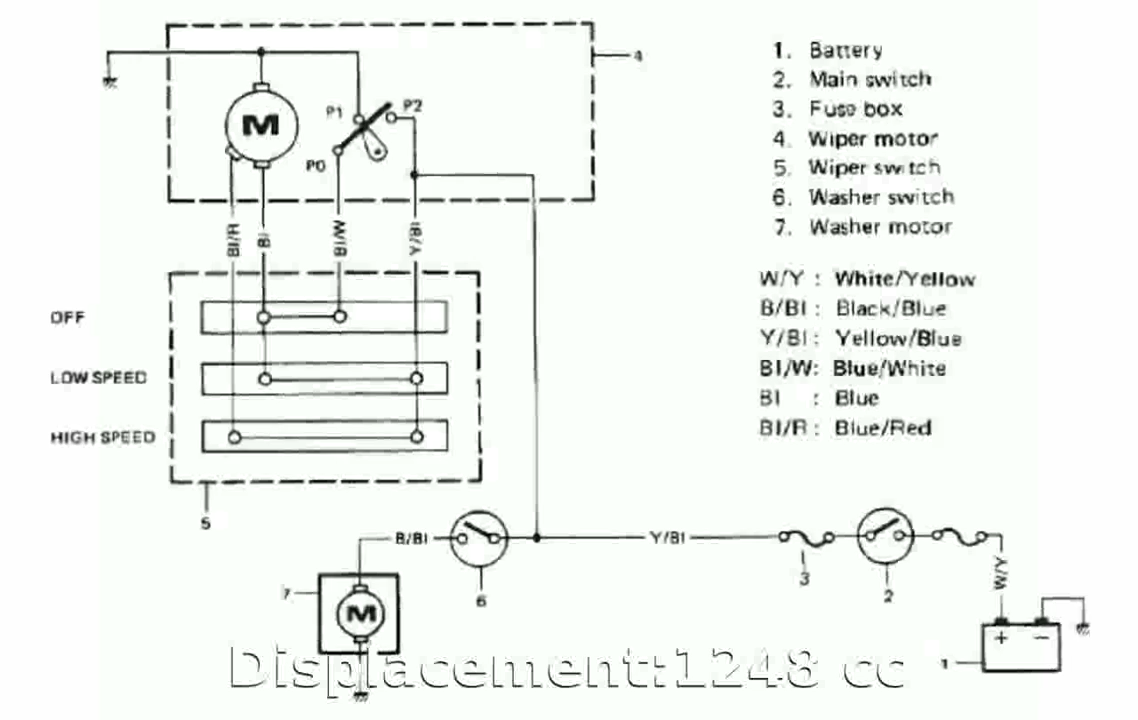 4
1. Battery
2. Main switch
3. Fuse box
4. Wiper motor
5. Wiper switch
6. Washer switch
7. Washer motor
M
P1
P2
P0
Bl/R
Bl
Bl/W
Y/Bl
W/Y : White/Yellow
B/Bl : Black/Blue
Y/Bl : Yellow/Blue
Bl/W: Blue/White
Bl : Blue
Bl/R : Blue/Red
OFF
LOW SPEED
HIGH SPEED
5
B/Bl
Y/Bl
W/Y
6
3
2
7
M
+ −
1
Displacement:1248 cc